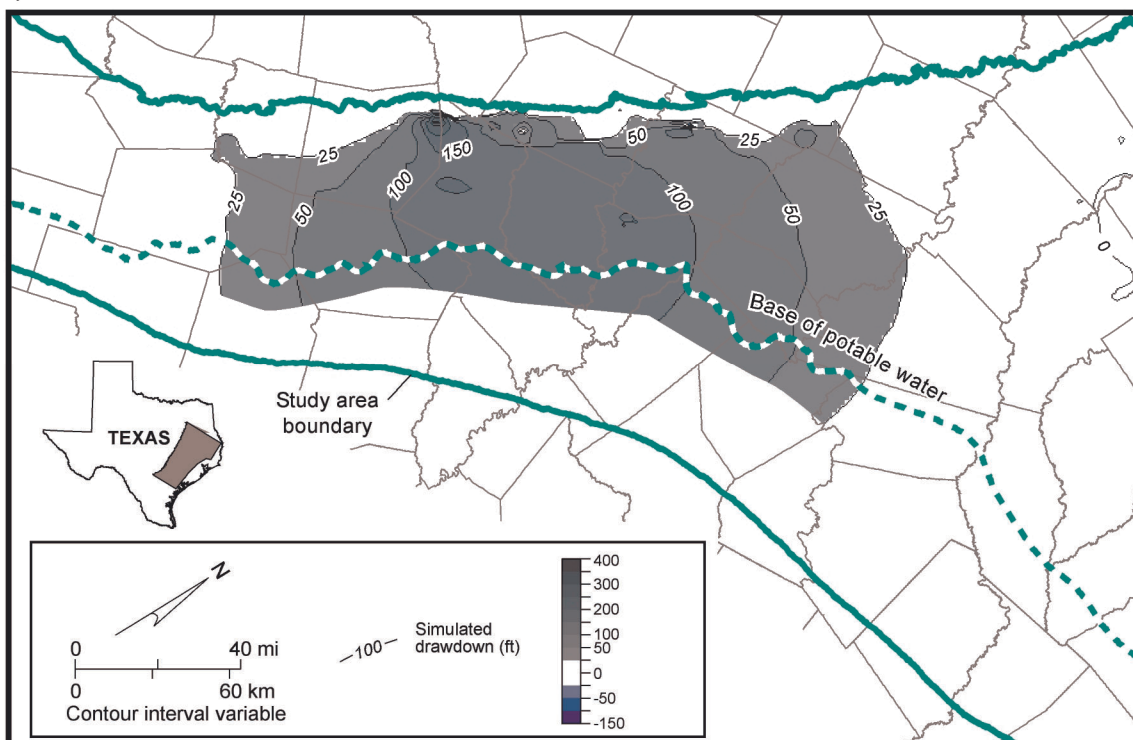 25
50
25
50
150
100
25
50
100
50
25
0
Base of potable water
Study area
boundary
TEXAS
N
0 40 mi
0 60 km
Contour interval variable
100
Simulated
drawdown (ft)
400
300
200
100
50
0
-50
-150